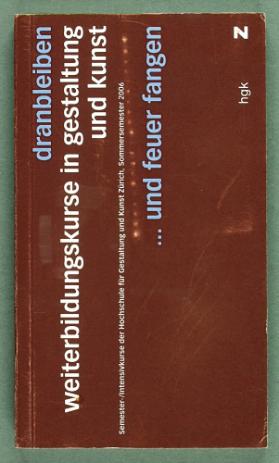 dranbleiben
weiterbildungskurse in gestaltung
und kunst
Semester-/Intensivkurse der Hochschule für Gestaltung und Kunst Zürich, Sommersemester 2006
... und feuer fangen
hgk
z